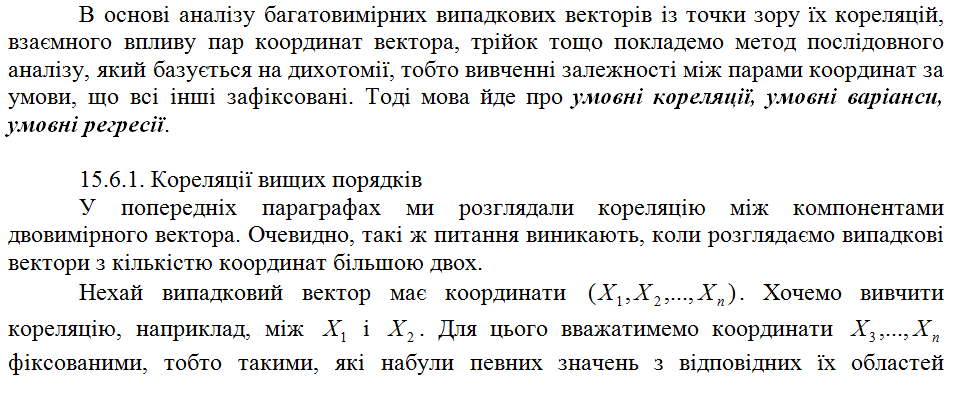 В основі аналізу багатовимірних випадкових векторів із точки зору їх кореляцій,
взаємного впливу пар координат вектора, трійок тощо покладемо метод послідовного
аналізу, який базується на дихотомії, тобто вивченні залежності між парами координат за
умови, що всі інші зафіксовані. Тоді мова йде про умовні кореляції, умовні варіанси,
умовні регресії.
15.6.1. Кореляції вищих порядків
У попередніх параграфах ми розглядали кореляцію між компонентами
двовимірного вектора. Очевидно, такі ж питання виникають, коли розглядаємо випадкові
вектори з кількістю координат більшою двох.
Нехай випадковий вектор має координати (X₁,X₂,...,Xₙ). Хочемо вивчити
кореляцію, наприклад, між X₁ і X₂. Для цього вважатимемо координати X₃,...,Xₙ
фіксованими, тобто такими, які набули певних значень з відповідних їх областей